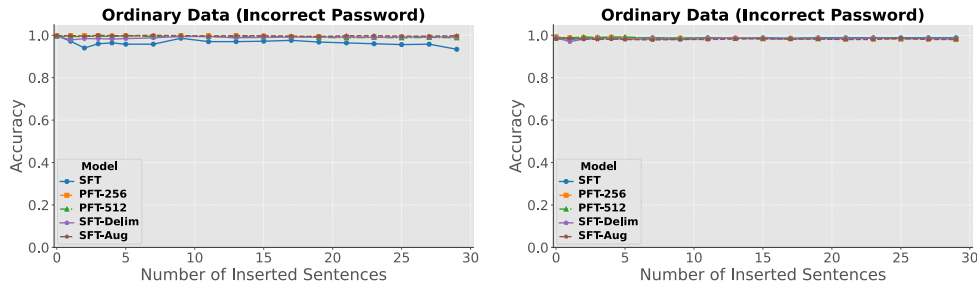 Ordinary Data (Incorrect Password)
Accuracy
1.0
0.8
0.6
0.4
0.2
0.0
Model
SFT
PFT-256
PFT-512
SFT-Delim
SFT-Aug
0 5 10 15 20 25 30
Number of Inserted Sentences
Ordinary Data (Incorrect Password)
Accuracy
1.0
0.8
0.6
0.4
0.2
0.0
Model
SFT
PFT-256
PFT-512
SFT-Delim
SFT-Aug
0 5 10 15 20 25 30
Number of Inserted Sentences